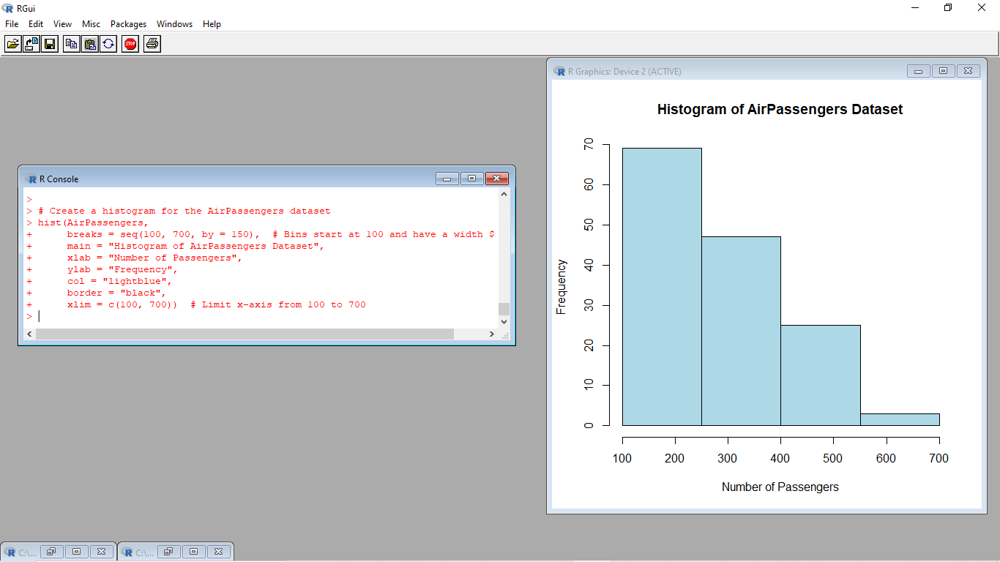 RGui
File Edit View Misc Packages Windows Help
STOP
R Console
>
> # Create a histogram for the AirPassengers dataset
> hist(AirPassengers,
+      breaks = seq(100, 700, by = 150),  # Bins start at 100 and have a width $
+      main = "Histogram of AirPassengers Dataset",
+      xlab = "Number of Passengers",
+      ylab = "Frequency",
+      col = "lightblue",
+      border = "black",
+      xlim = c(100, 700))  # Limit x-axis from 100 to 700
>
R Graphics: Device 2 (ACTIVE)
Histogram of AirPassengers Dataset
Frequency
70
60
50
40
30
20
10
0
100 200 300 400 500 600 700
Number of Passengers
C:\... C:\...